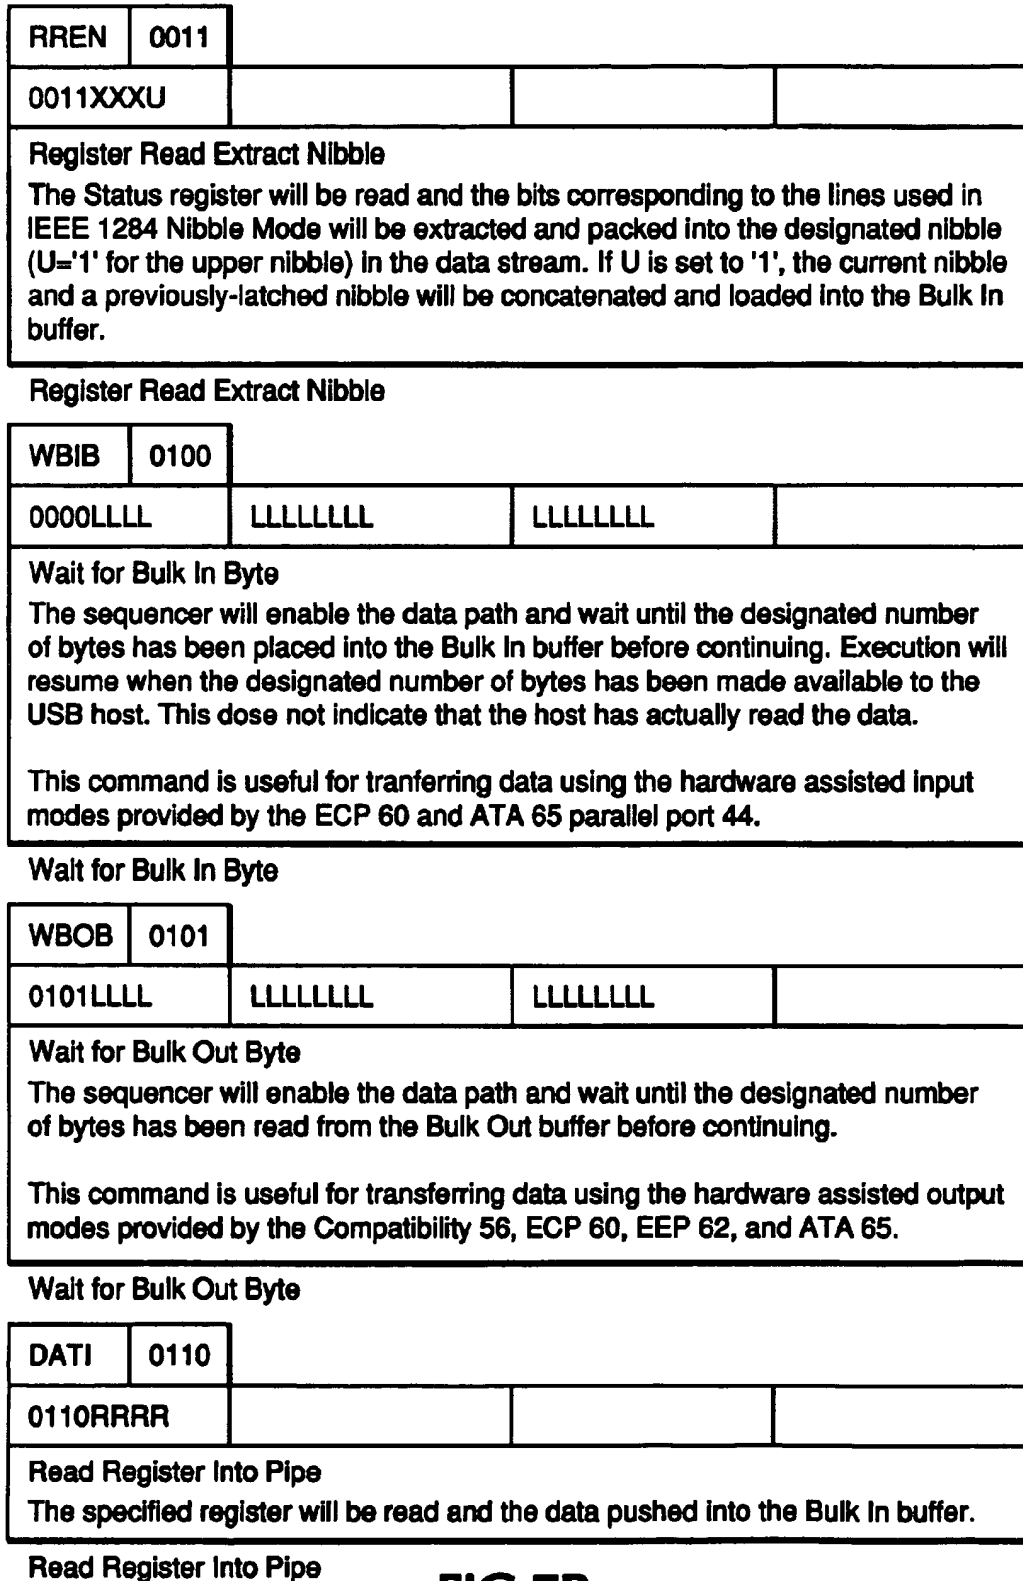 RREN 0011
0011XXXU
Register Read Extract Nibble
The Status register will be read and the bits corresponding to the lines used in
IEEE 1284 Nibble Mode will be extracted and packed into the designated nibble
(U='1' for the upper nibble) in the data stream. If U is set to '1', the current nibble
and a previously-latched nibble will be concatenated and loaded into the Bulk In
buffer.
Register Read Extract Nibble
WBIB 0100
0000LLLL LLLLLLLL LLLLLLLL
Wait for Bulk In Byte
The sequencer will enable the data path and wait until the designated number
of bytes has been placed into the Bulk In buffer before continuing. Execution will
resume when the designated number of bytes has been made available to the
USB host. This dose not indicate that the host has actually read the data.
This command is useful for tranferring data using the hardware assisted input
modes provided by the ECP 60 and ATA 65 parallel port 44.
Wait for Bulk In Byte
WBOB 0101
0101LLLL LLLLLLLL LLLLLLLL
Wait for Bulk Out Byte
The sequencer will enable the data path and wait until the designated number
of bytes has been read from the Bulk Out buffer before continuing.
This command is useful for transferring data using the hardware assisted output
modes provided by the Compatibility 56, ECP 60, EEP 62, and ATA 65.
Wait for Bulk Out Byte
DATI 0110
0110RRRR
Read Register Into Pipe
The specified register will be read and the data pushed into the Bulk In buffer.
Read Register Into Pipe